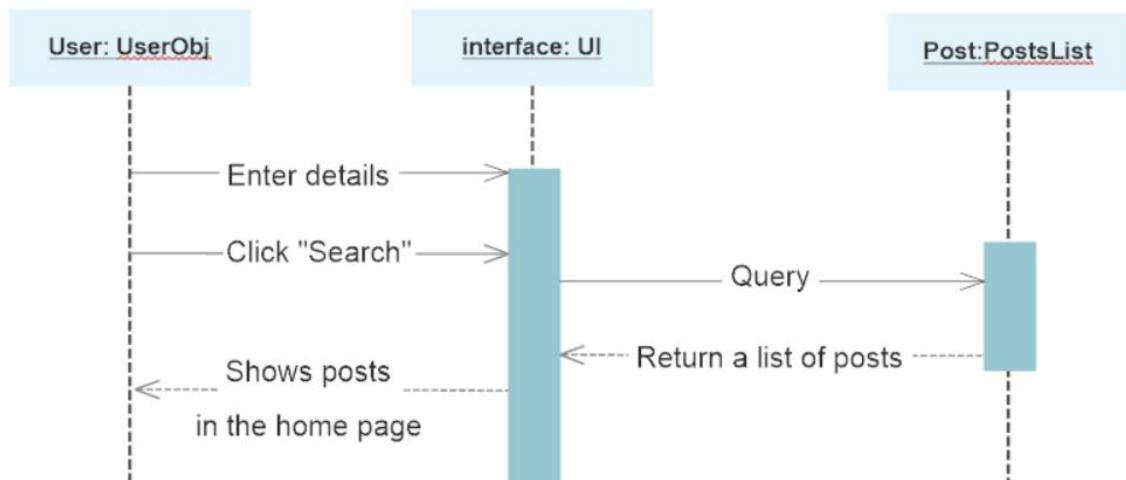 User: UserObj
interface: UI
Post:PostsList
Enter details
Click "Search"
Query
Return a list of posts
Shows posts
in the home page